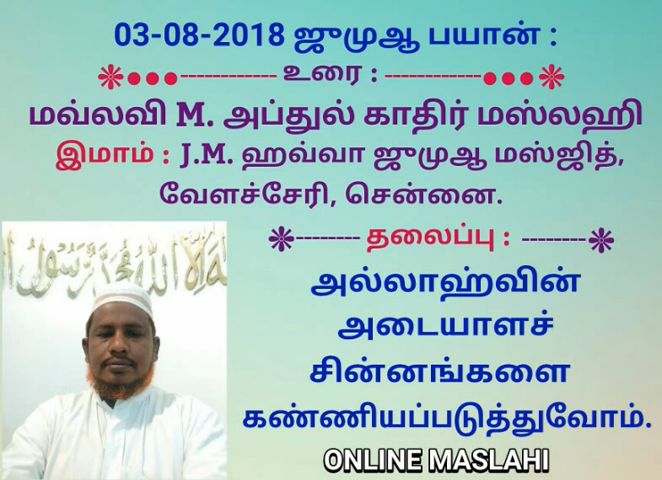 03-08-2018 ஜுமுஆ பயான் :
❋●●●------------ உரை : ------------●●●❋
மவ்லவி M. அப்துல் காதிர் மஸ்லஹி
இமாம் : J.M. ஹவ்வா ஜுமுஆ மஸ்ஜித்,
வேளச்சேரி, சென்னை.
❋-------- தலைப்பு : --------❋
அல்லாஹ்வின்
அடையாளச்
சின்னங்களை
கண்ணியப்படுத்துவோம்.
ONLINE MASLAHI